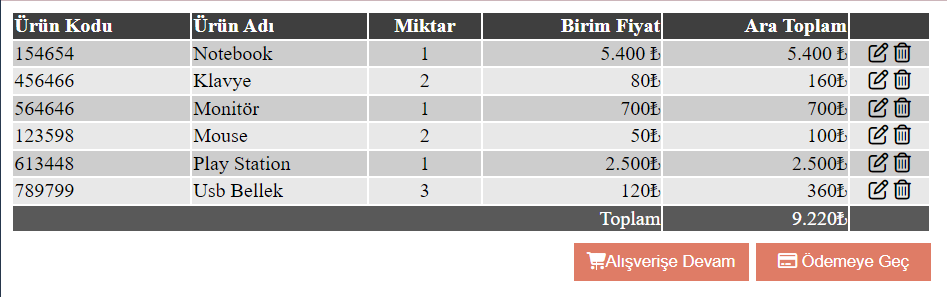 Ürün Kodu Ürün Adı Miktar Birim Fiyat Ara Toplam
154654 Notebook 1 5.400 ₺ 5.400 ₺
456466 Klavye 2 80₺ 160₺
564646 Monitör 1 700₺ 700₺
123598 Mouse 2 50₺ 100₺
613448 Play Station 1 2.500₺ 2.500₺
789799 Usb Bellek 3 120₺ 360₺
Toplam 9.220₺
Alışverişe Devam Ödemeye Geç